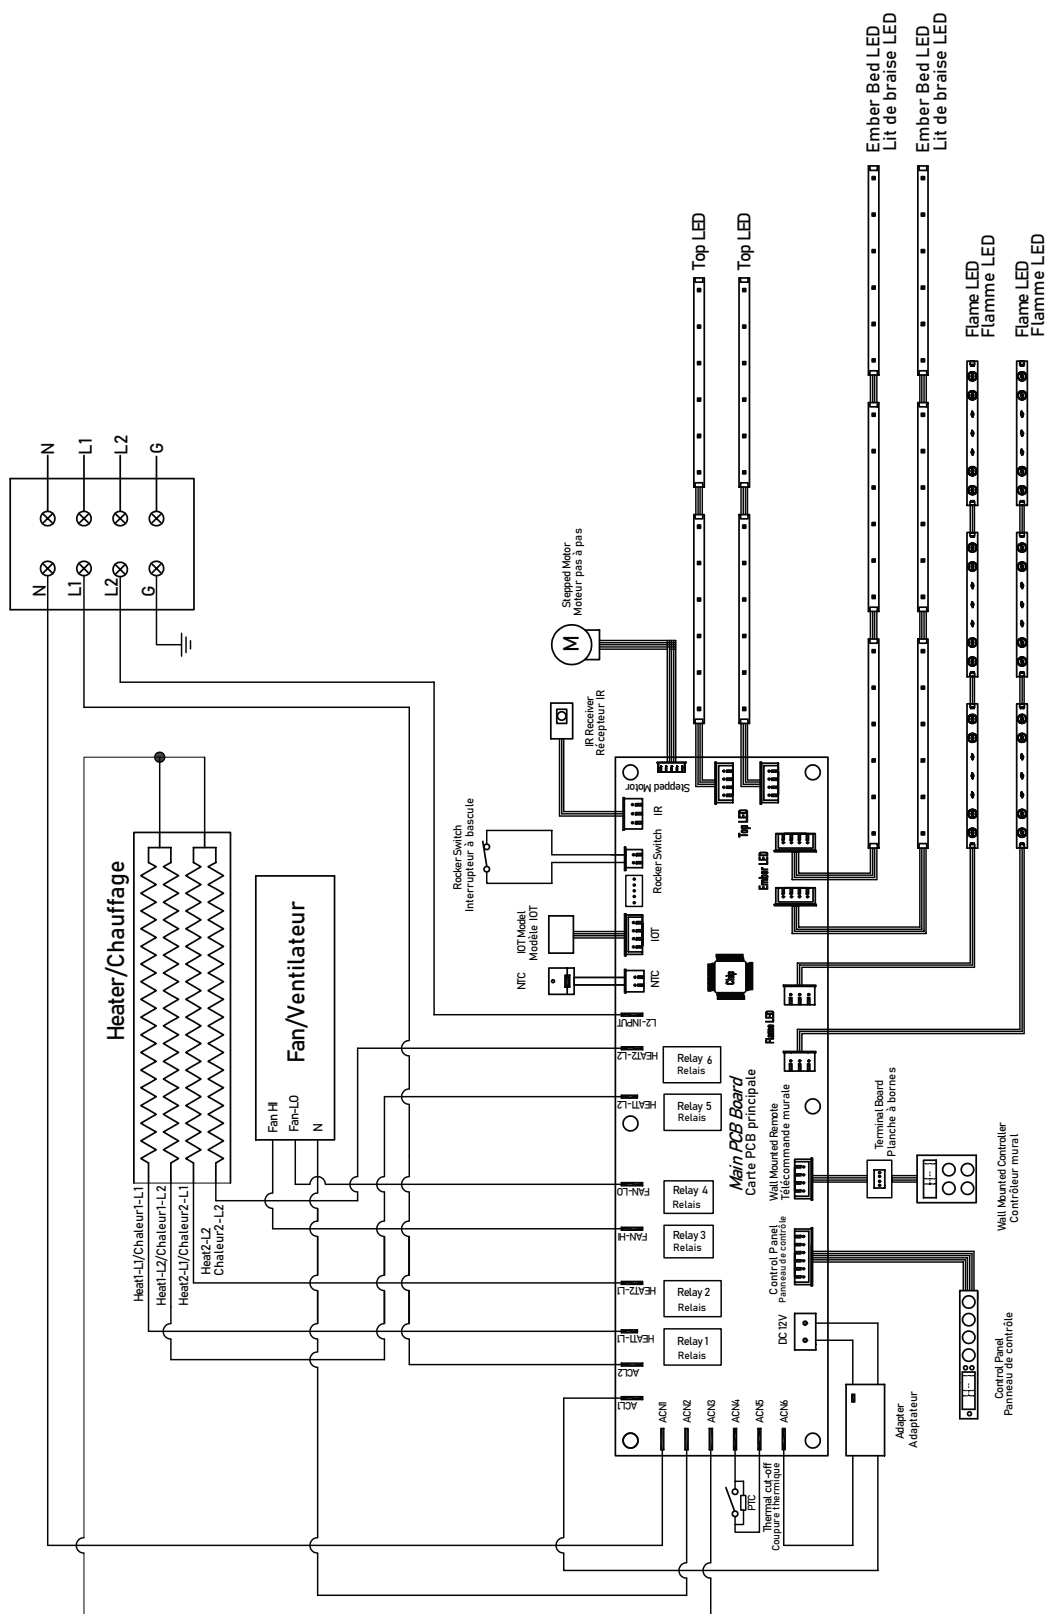 Ember Bed LED
Lit de braise LED
Ember Bed LED
Lit de braise LED
Top LED
Top LED
Flame LED
Flamme LED
Flame LED
Flamme LED
N
L1
L2
G
N
L1
L2
G
Stepped Motor
Moteur pas à pas
M
IR Receiver
Récepteur IR
Rocker Switch
Interrupteur à bascule
Heater/Chauffage
Fan/Ventilateur
IOT Model
Modèle IOT
NTC
Stepped Motor
IR
Rocker Switch
IOT
NTC
Top LED
Ember LED
Chip
Flame LED
L2-INPUT
HEAT2-L2
HEAT1-L2
FAN-LO
FAN-HI
HEAT2-L1
HEAT1-L1
ACL2
ACL1
Fan HI
Fan-LO
N
Relay 6
Relais
Relay 5
Relais
Relay 4
Relais
Relay 3
Relais
Relay 2
Relais
Relay 1
Relais
Main PCB Board
Carte PCB principale
Wall Mounted Remote
Télécommande murale
Terminal Board
Planche à bornes
Wall Mounted Controller
Contrôleur mural
Heat1-L1/Chaleur1-L1
Heat1-L2/Chaleur1-L2
Heat2-L1/Chaleur2-L1
Heat2-L2
Chaleur2-L2
Control Panel
Panneau de contrôle
DC 12V
Control Panel
Panneau de contrôle
ACN1
ACN2
ACN3
ACN4
ACN5
ACN6
Adapter
Adaptateur
PTC
Thermal cut-off
Coupure thermique